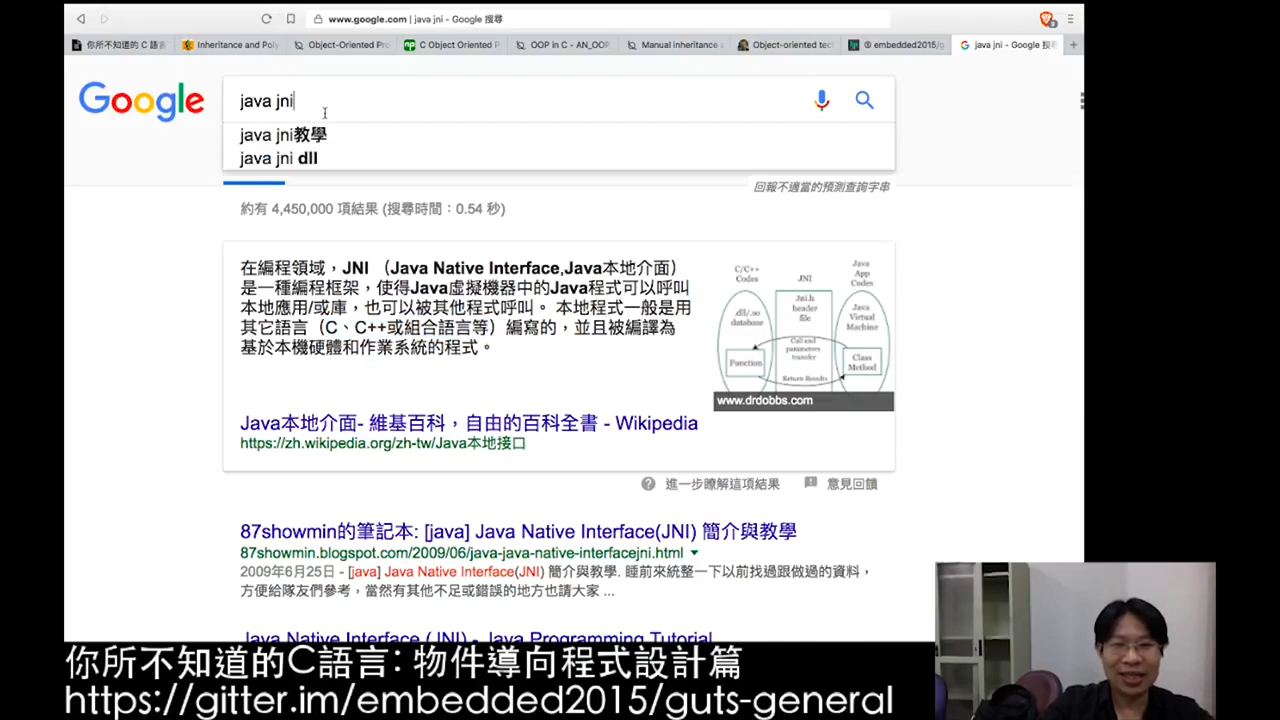 www.google.com | java jni - Google 搜尋
你所不知道的 C 語言
Inheritance and Poly
Object-Oriented Pro
C Object Oriented P
OOP in C - AN_OOP
Manual inheritance
Object-oriented tec
embedded2015/g
java jni - Google 搜尋
Google
java jni
java jni教學
java jni dll
回報不適當的預測查詢字串
約有 4,450,000 項結果 (搜尋時間：0.54 秒)
在編程領域，JNI （Java Native Interface,Java本地介面）
是一種編程框架，使得Java虛擬機器中的Java程式可以呼叫
本地應用/或庫，也可以被其他程式呼叫。 本地程式一般是用
其它語言（C、C++或組合語言等）編寫的，並且被編譯為
基於本機硬體和作業系統的程式。
C/C++
Codes
JNI
Java
App
Codes
.dll/.so
database
Jni.h
header
file
Java
Virtual
Machine
Call and
parameters
transfer
Function
Class
Method
Return Results
www.drdobbs.com
Java本地介面- 維基百科，自由的百科全書 - Wikipedia
https://zh.wikipedia.org/zh-tw/Java本地接口
進一步瞭解這項結果
意見回饋
87showmin的筆記本: [java] Java Native Interface(JNI) 簡介與教學
87showmin.blogspot.com/2009/06/java-java-native-interfacejni.html
2009年6月25日 - [java] Java Native Interface(JNI) 簡介與教學. 睡前來統整一下以前找過跟做過的資料，
方便給隊友們參考，當然有其他不足或錯誤的地方也請大家 ...
Java Native Interface (JNI) - Java Programming Tutorial
你所不知道的C語言: 物件導向程式設計篇
https://gitter.im/embedded2015/guts-general